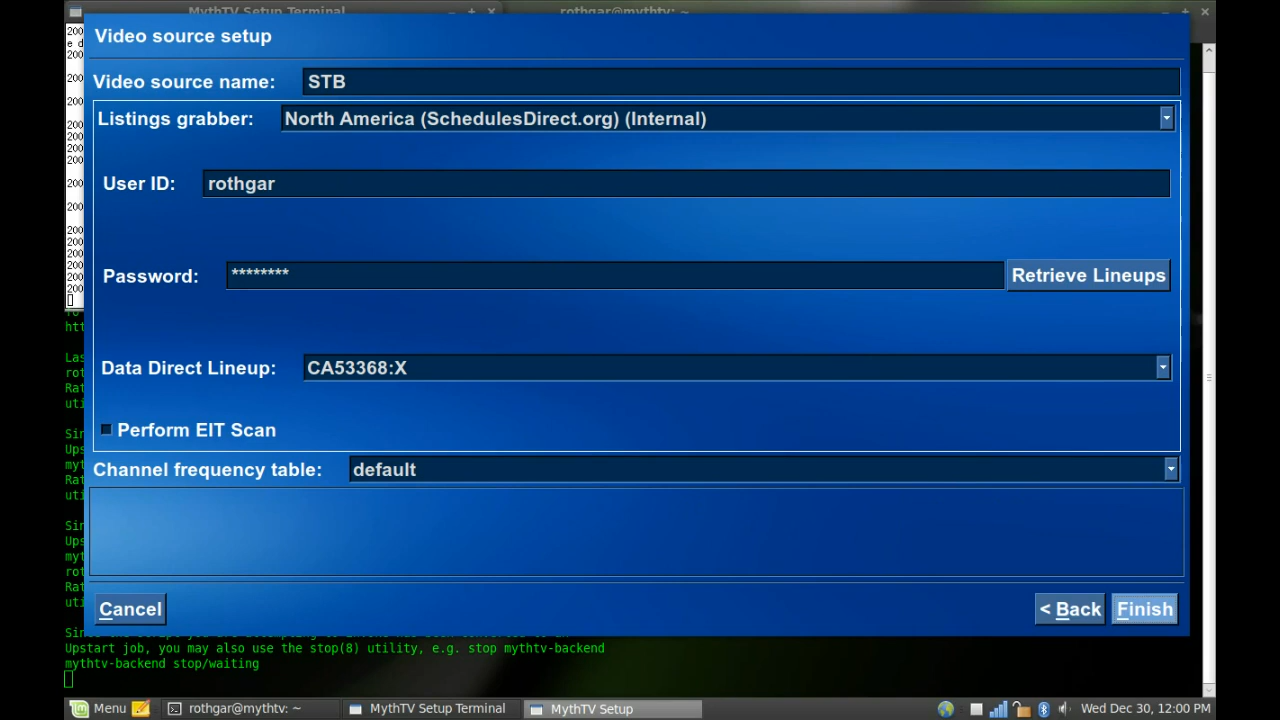 MythTV Setup Terminal
rothgar@mythtv: ~
Video source setup
Video source name: STB
Listings grabber: North America (SchedulesDirect.org) (Internal)
User ID: rothgar
Password: ******** Retrieve Lineups
Data Direct Lineup: CA53368:X
Perform EIT Scan
Channel frequency table: default
Cancel < Back Finish
Upstart job, you may also use the stop(8) utility, e.g. stop mythtv-backend
mythtv-backend stop/waiting
Menu rothgar@mythtv: ~ MythTV Setup Terminal MythTV Setup Wed Dec 30, 12:00 PM